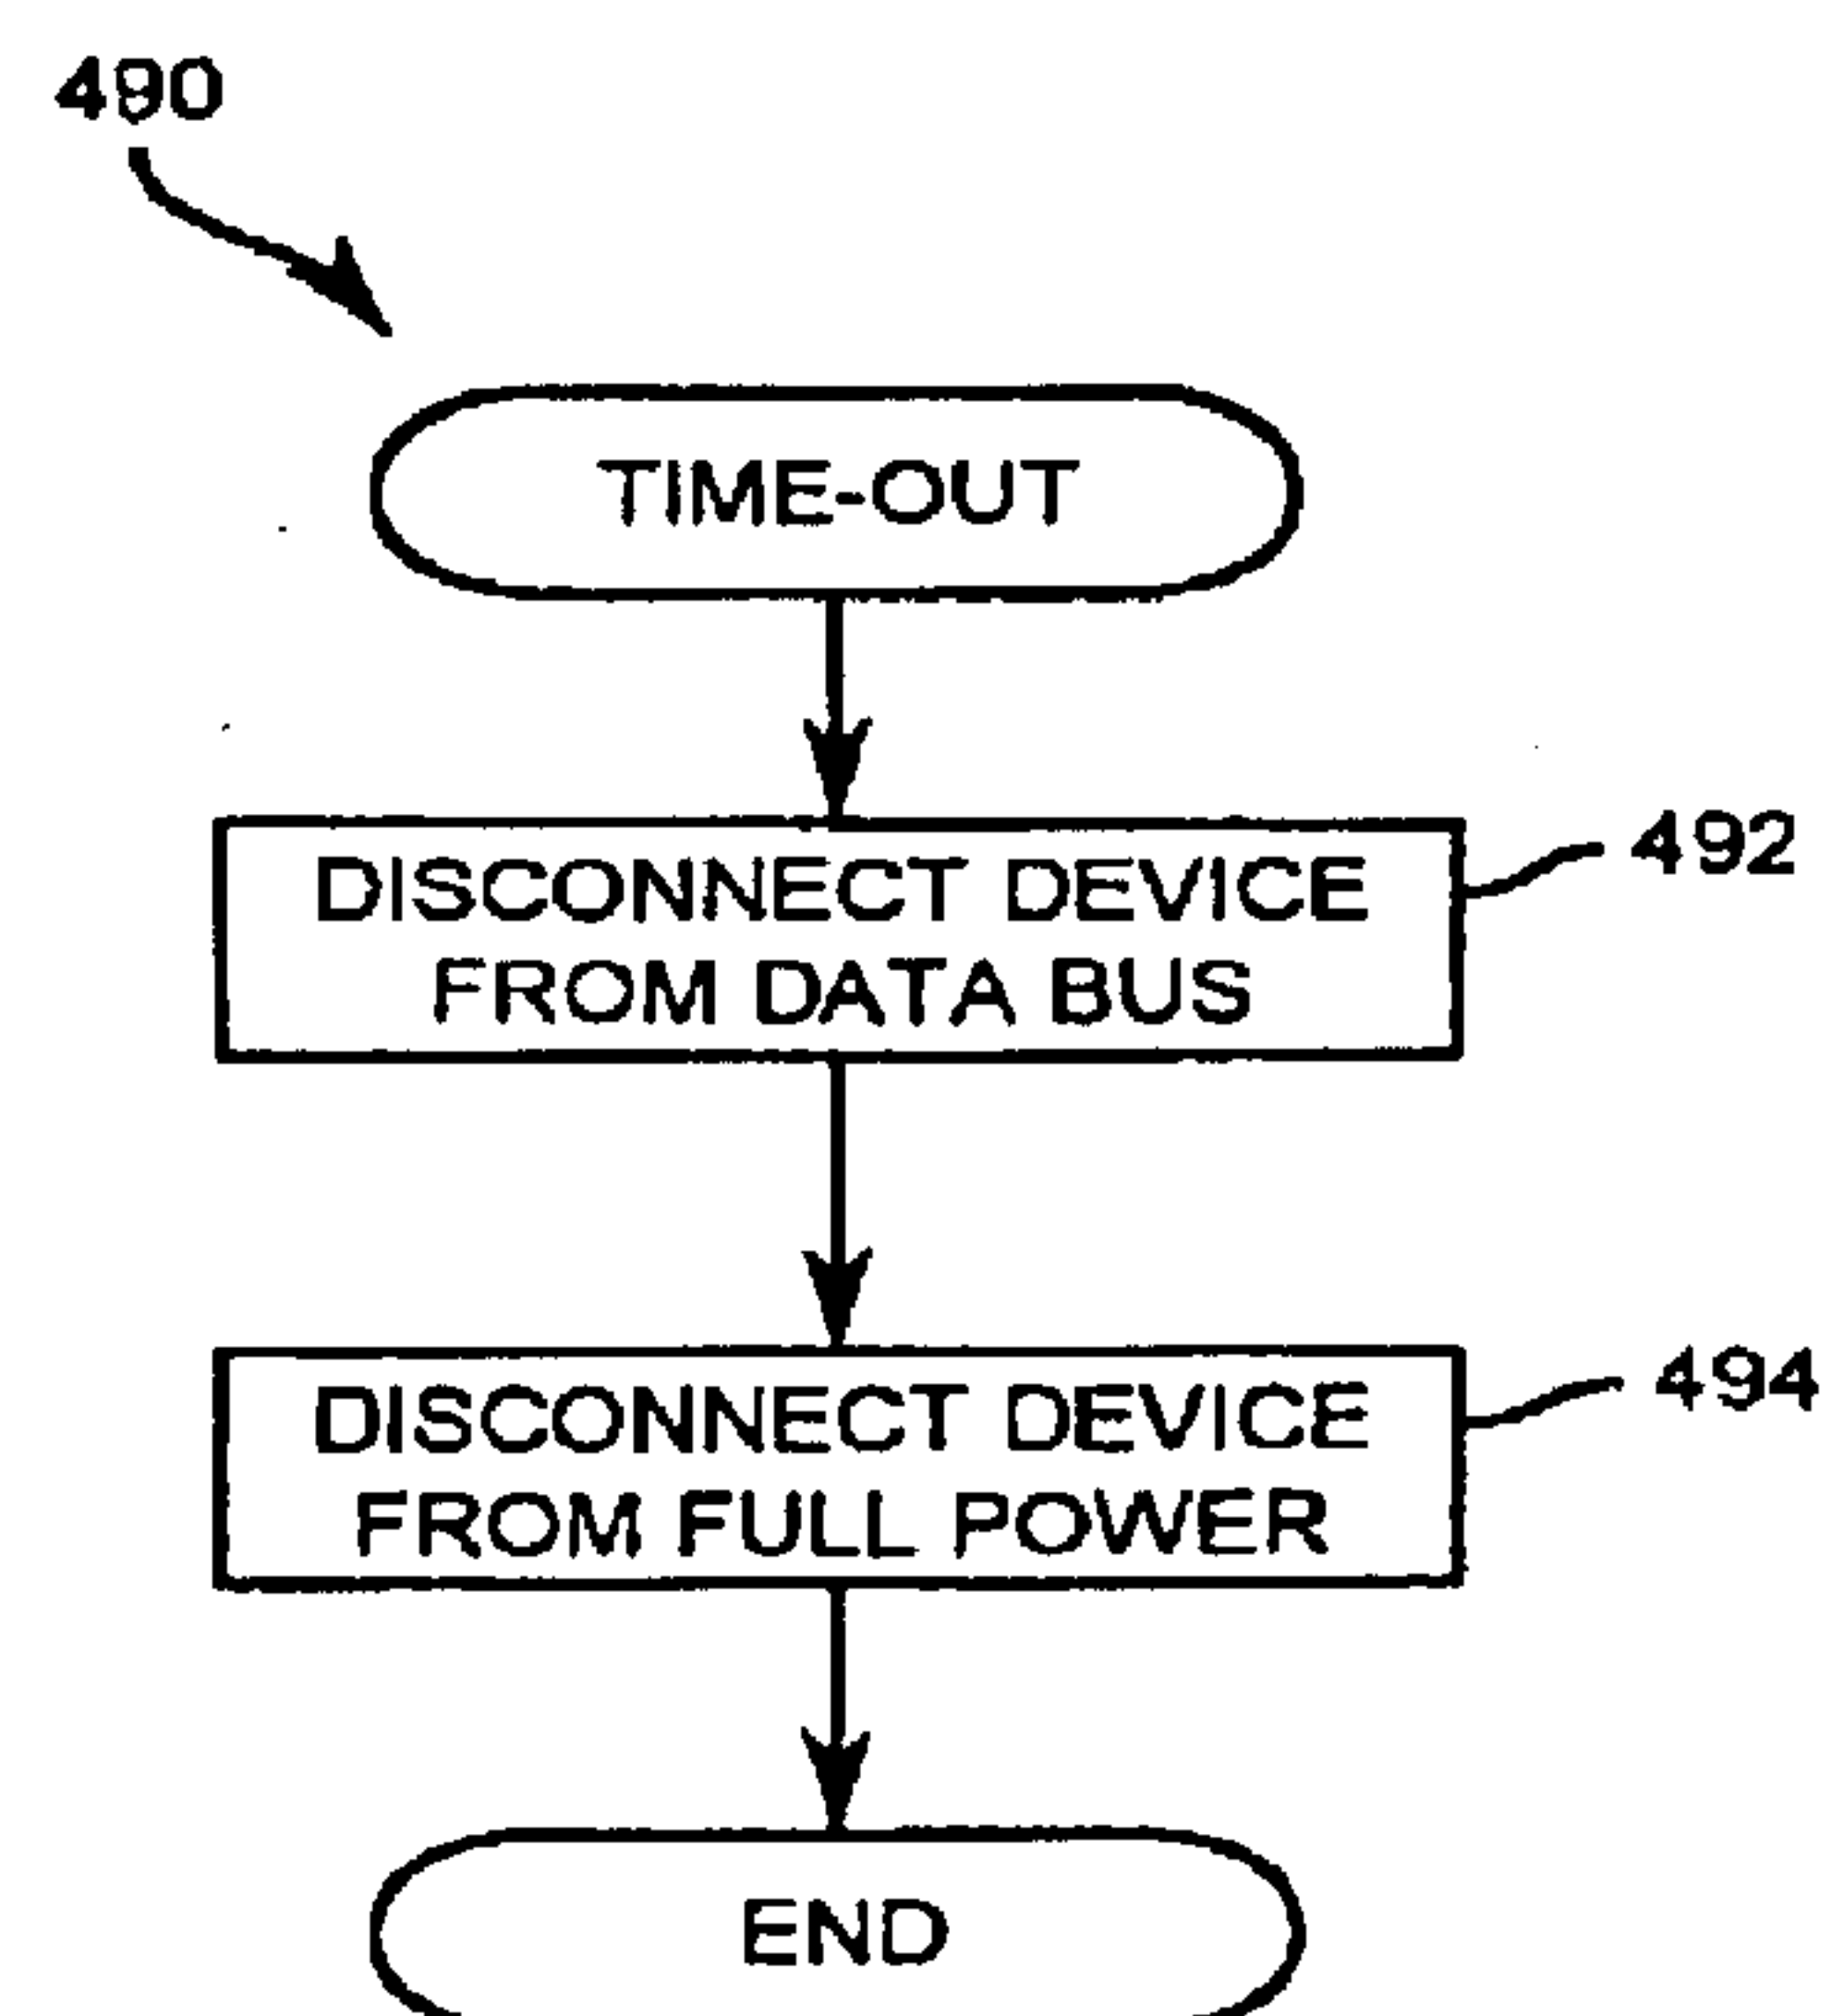 490
TIME-OUT
DISCONNECT DEVICE
FROM DATA BUS
492
DISCONNECT DEVICE
FROM FULL POWER
494
END